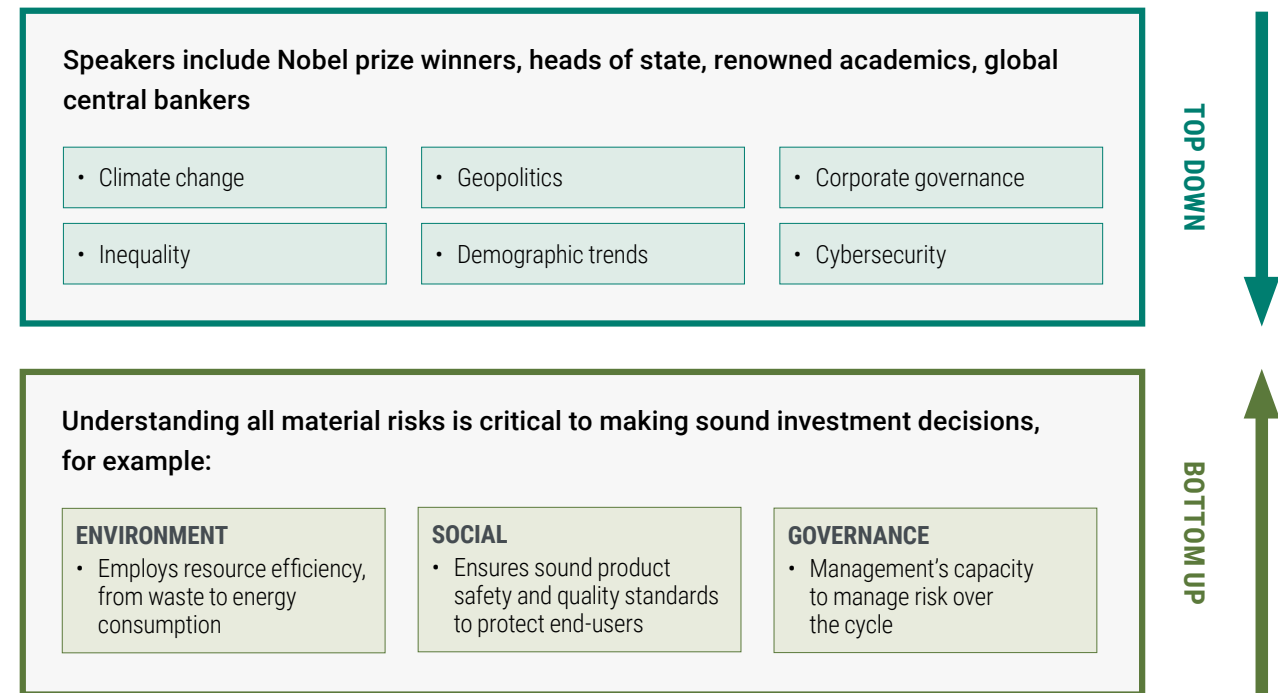 Speakers include Nobel prize winners, heads of state, renowned academics, global
central bankers
• Climate change
• Geopolitics
• Corporate governance
• Inequality
• Demographic trends
• Cybersecurity
TOP DOWN
Understanding all material risks is critical to making sound investment decisions,
for example:
ENVIRONMENT
• Employs resource efficiency,
from waste to energy
consumption
SOCIAL
• Ensures sound product
safety and quality standards
to protect end-users
GOVERNANCE
• Management’s capacity
to manage risk over
the cycle
BOTTOM UP